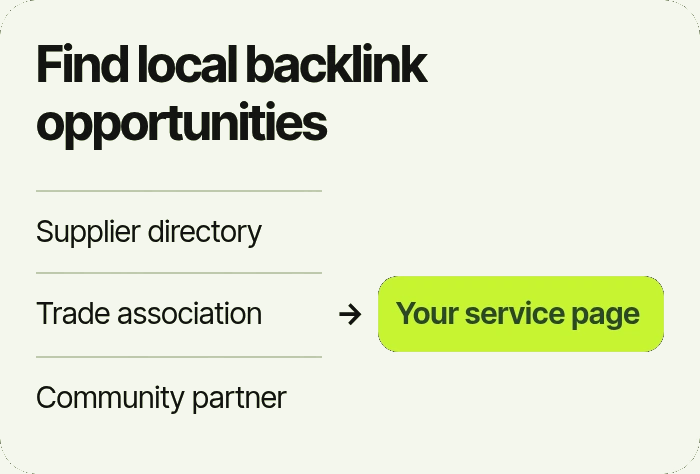 Find local backlink
opportunities
Supplier directory
Trade association
→ Your service page
Community partner